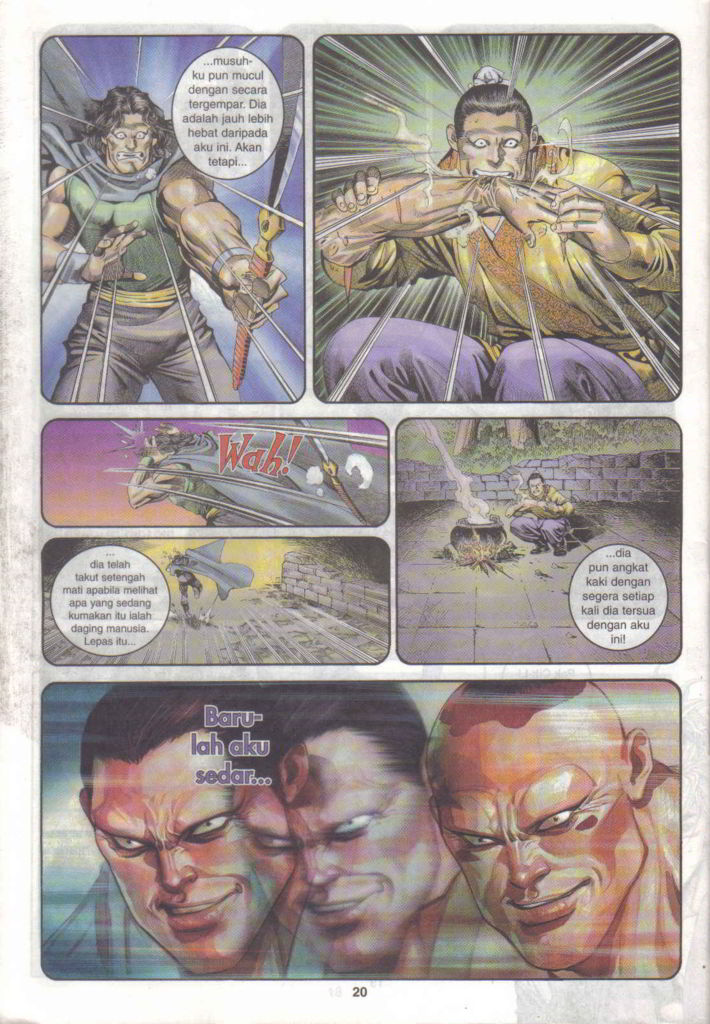 ...musuh-
ku pun mucul
dengan secara
tergempar. Dia
adalah jauh lebih
hebat daripada
aku ini. Akan
tetapi...
Wah!
...
dia telah
takut setengah
mati apabila melihat
apa yang sedang
kumakan itu ialah
daging manusia.
Lepas itu...
...dia
pun angkat
kaki dengan
segera setiap
kali dia tersua
dengan aku
ini!
Baru-
lah aku
sedar...
20